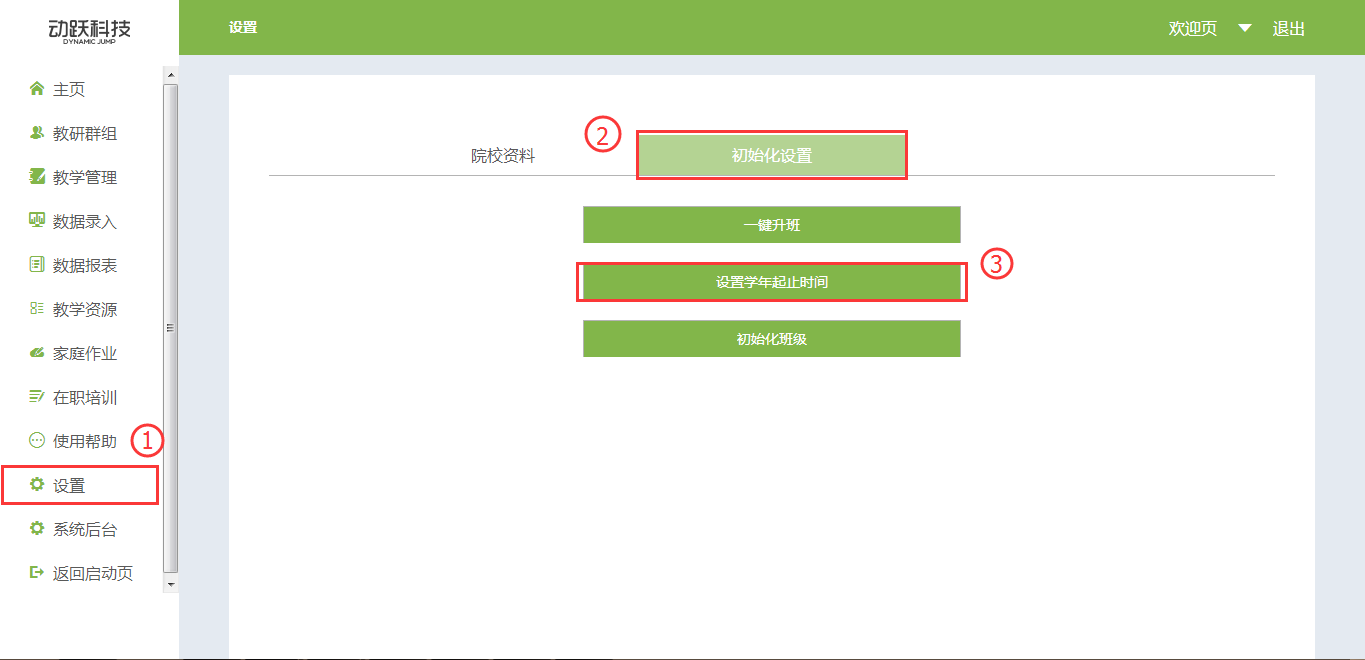 动跃科技
DYNAMIC JUMP
设置
欢迎页
退出
主页
教研群组
教学管理
数据录入
数据报表
教学资源
家庭作业
在职培训
使用帮助
①
设置
系统后台
返回启动页
院校资料
②
初始化设置
一键升班
设置学年起止时间
③
初始化班级